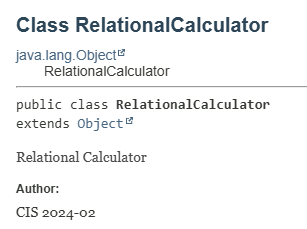 Class RelationalCalculator
java.lang.Object
RelationalCalculator
public class RelationalCalculator
extends Object
Relational Calculator
Author:
CIS 2024-02